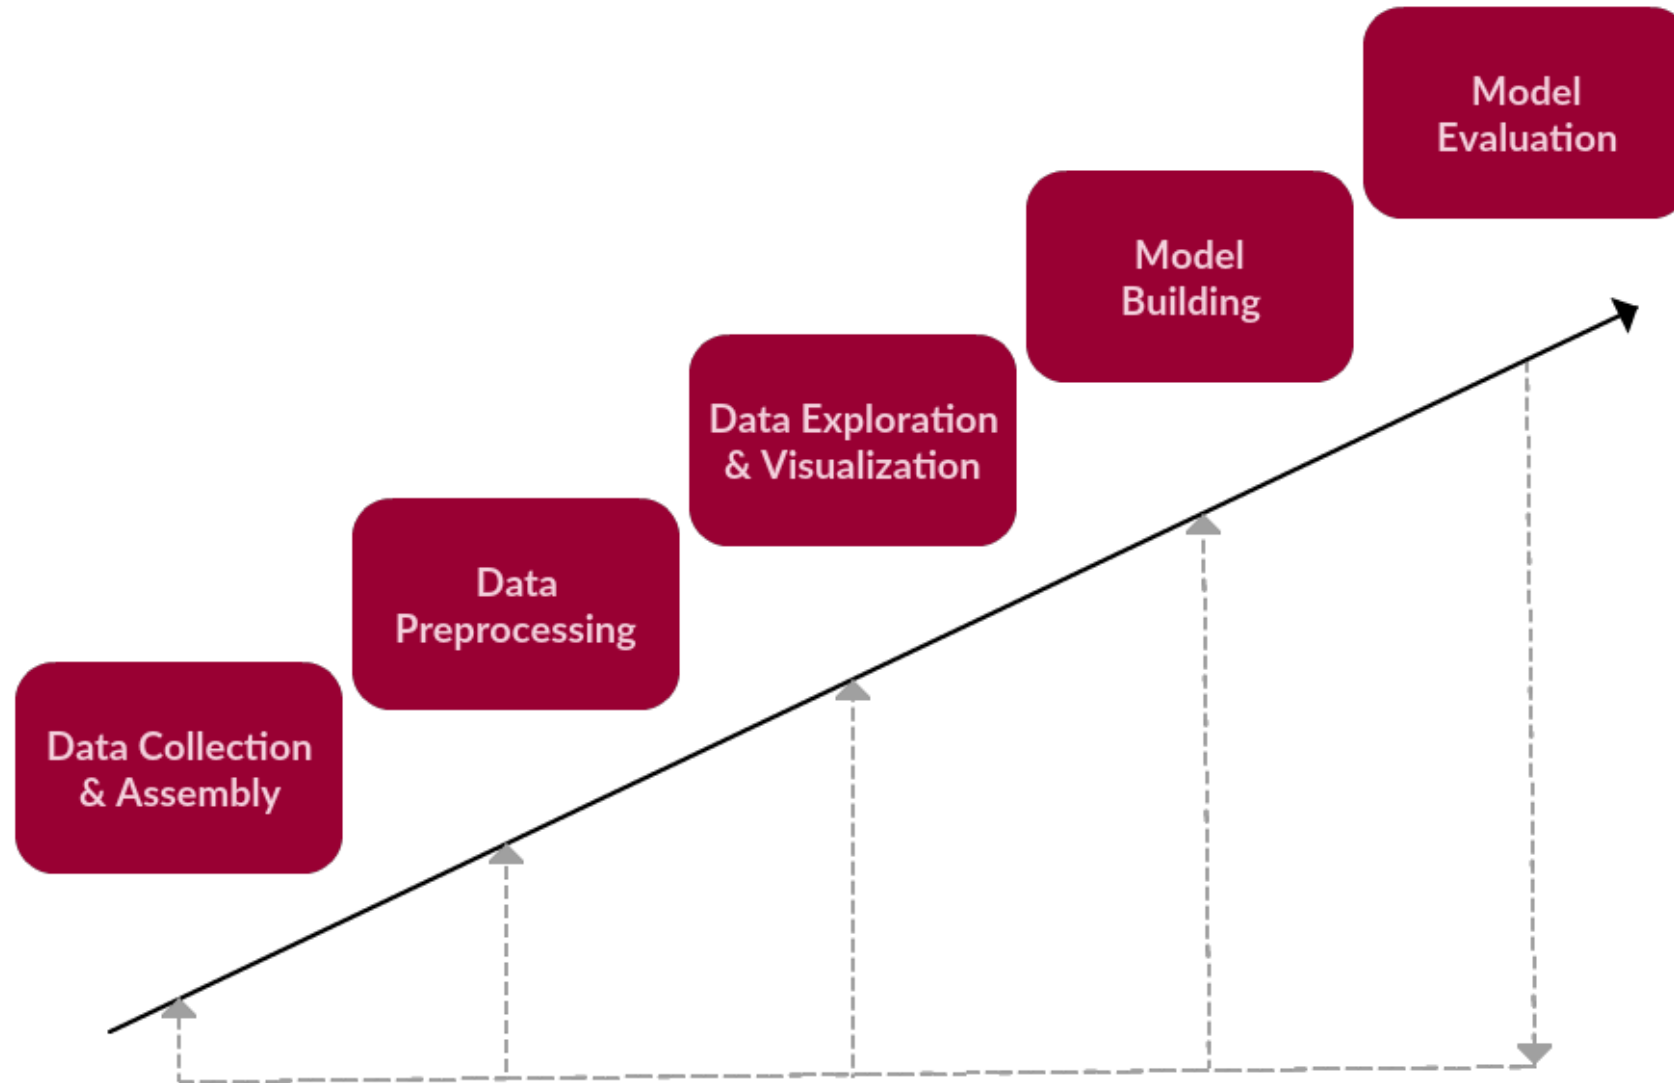 Model
Evaluation
Model
Building
Data Exploration
& Visualization
Data
Preprocessing
Data Collection
& Assembly